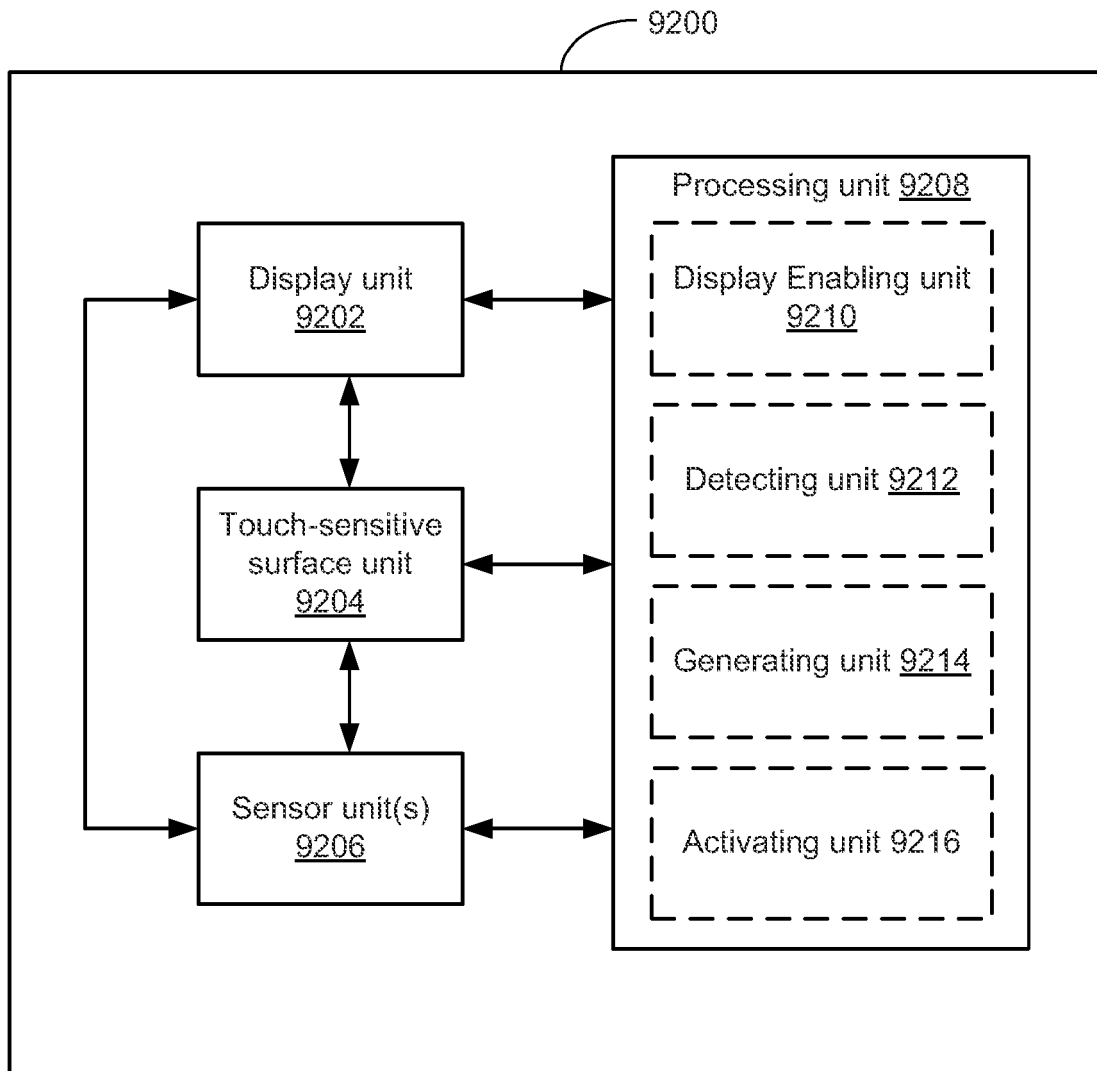 9200
Processing unit 9208
Display unit
9202
Display Enabling unit
9210
Touch-sensitive
surface unit
9204
Detecting unit 9212
Generating unit 9214
Sensor unit(s)
9206
Activating unit 9216